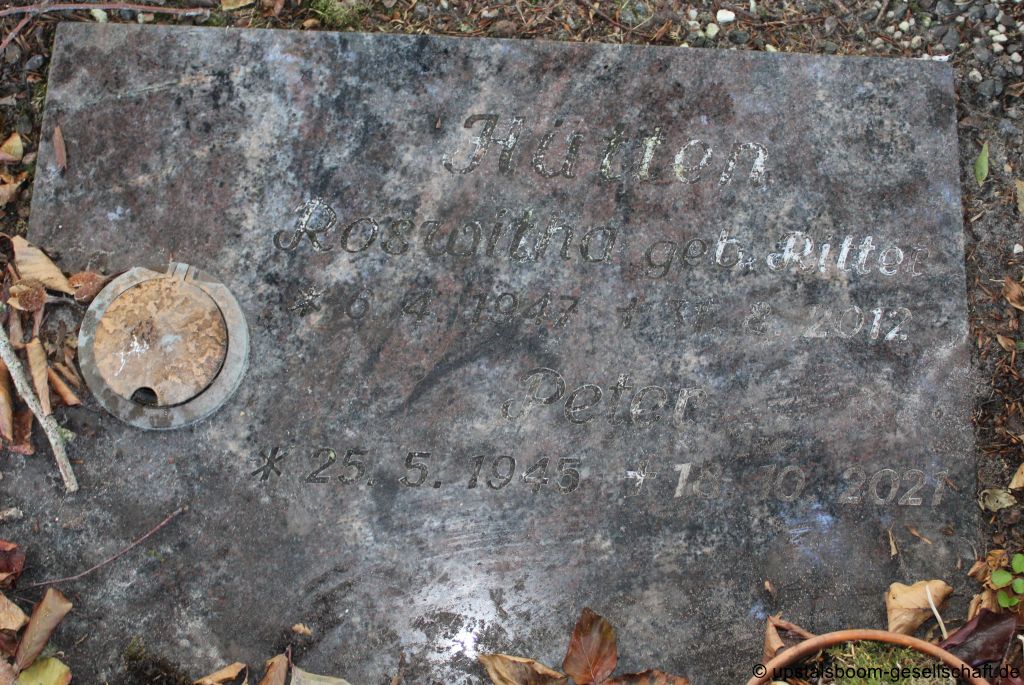 Hütten
Roswitha geb. Ritter
* 6. 4. 1947 + 31. 8. 2012
Peter
* 25. 5. 1945 + 18. 10. 2021
© upstalsboom-gesellschaft.de